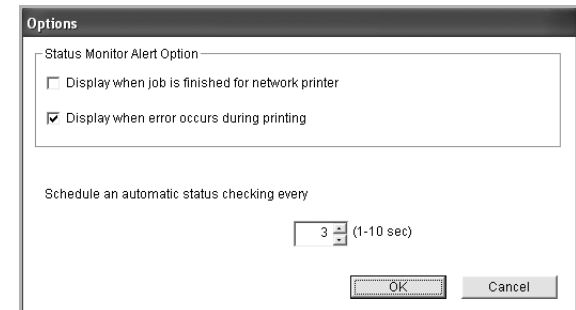 Options
Status Monitor Alert Option
Display when job is finished for network printer
Display when error occurs during printing
Schedule an automatic status checking every
3 (1-10 sec)
OK Cancel